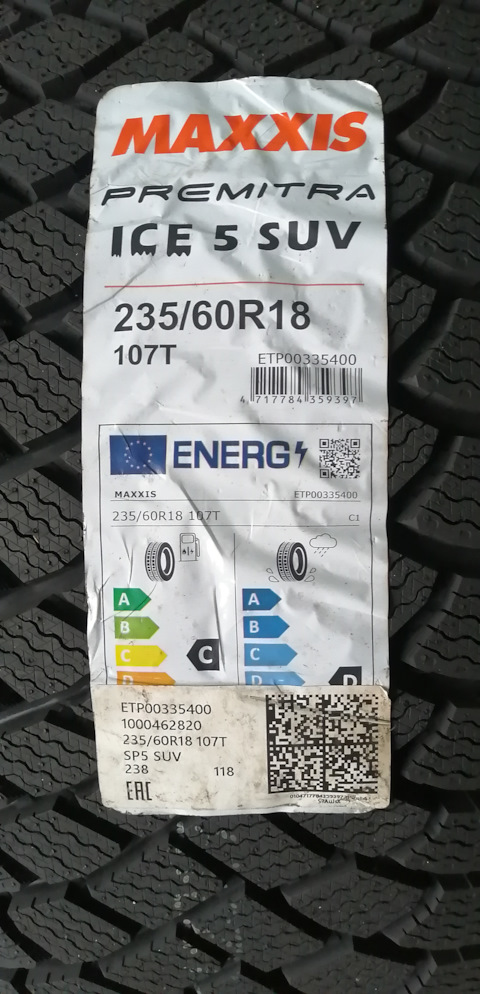 MAXXIS
PREMITRA
ICE 5 SUV
235/60R18
107T
ETP00335400
4 717784 359397
ENERG
MAXXIS ETP00335400
235/60R18 107T C1
A A
B B
C C C
D D D
ETP00335400
1000462820
235/60R18 107T
SP5 SUV
238 118
EAC